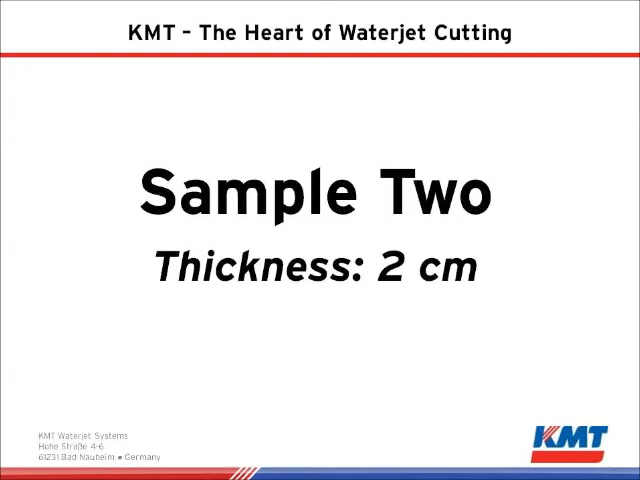 KMT – The Heart of Waterjet Cutting
Sample Two
Thickness: 2 cm
KMT Waterjet Systems
Hohe Straße 4-6
61231 Bad Nauheim • Germany
KMT